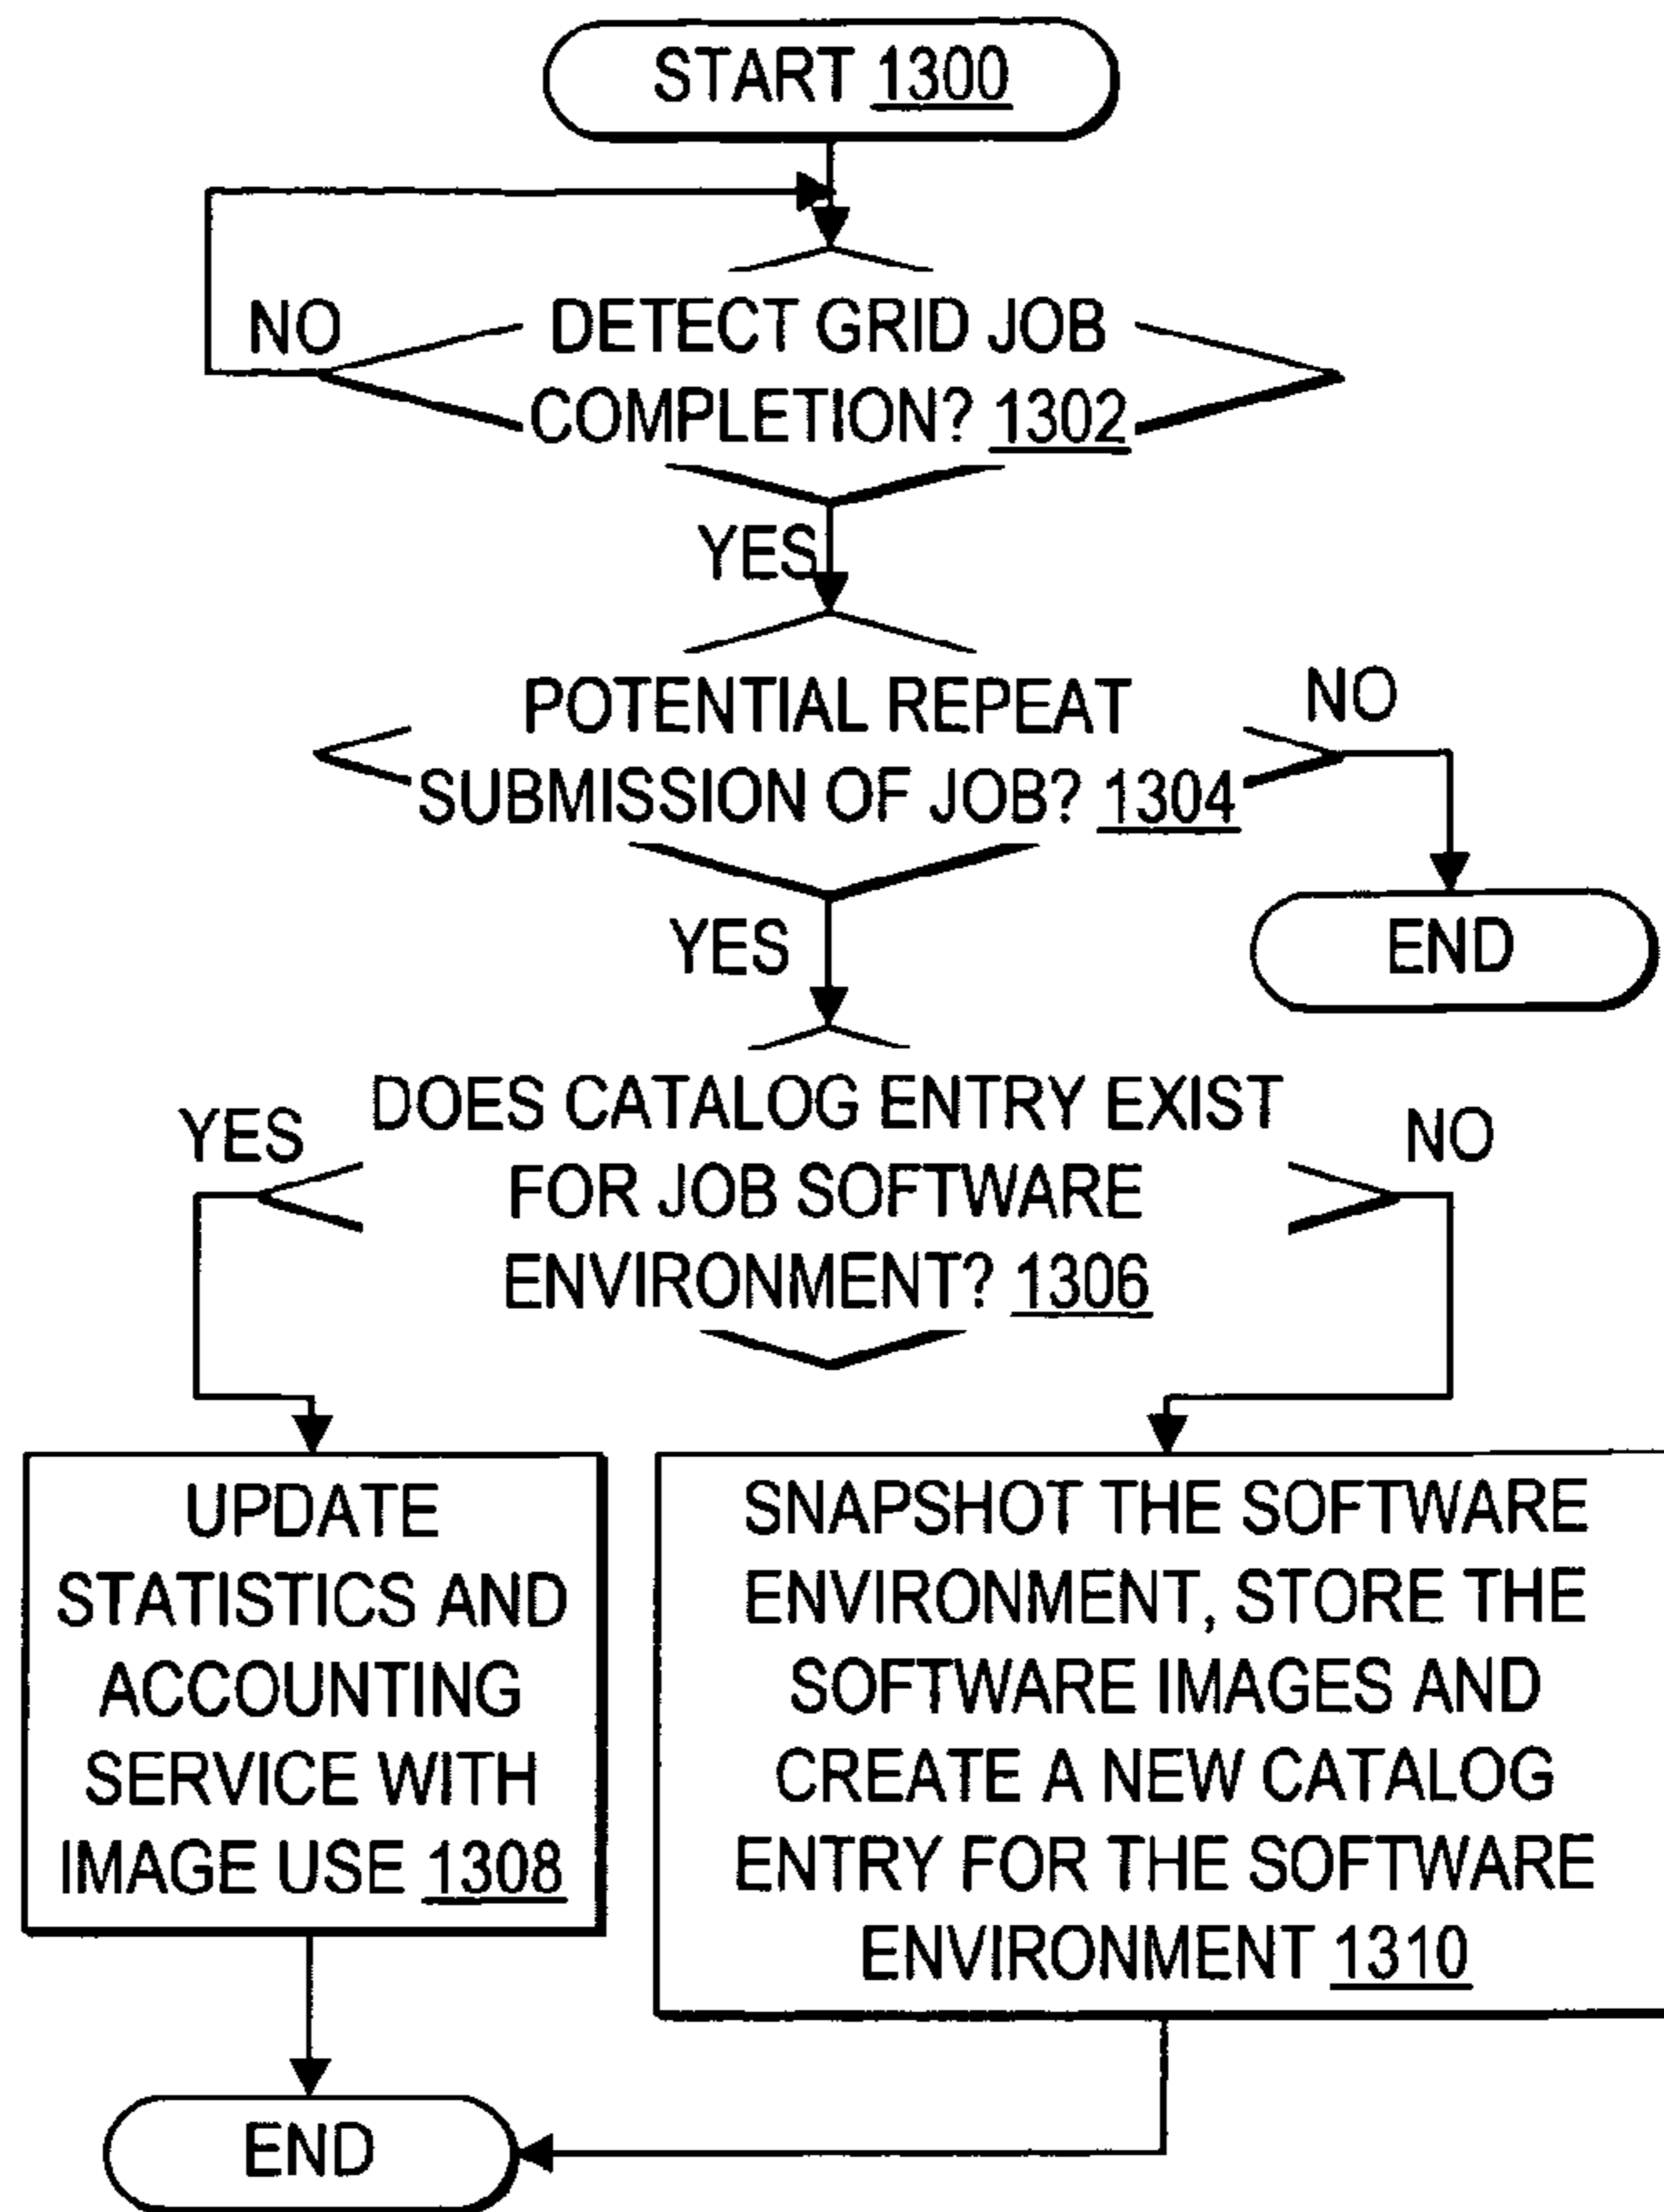 START 1300
NO
DETECT GRID JOB
COMPLETION? 1302
YES
POTENTIAL REPEAT
SUBMISSION OF JOB? 1304
NO
YES
END
DOES CATALOG ENTRY EXIST
FOR JOB SOFTWARE
ENVIRONMENT? 1306
YES
NO
UPDATE
STATISTICS AND
ACCOUNTING
SERVICE WITH
IMAGE USE 1308
SNAPSHOT THE SOFTWARE
ENVIRONMENT, STORE THE
SOFTWARE IMAGES AND
CREATE A NEW CATALOG
ENTRY FOR THE SOFTWARE
ENVIRONMENT 1310
END